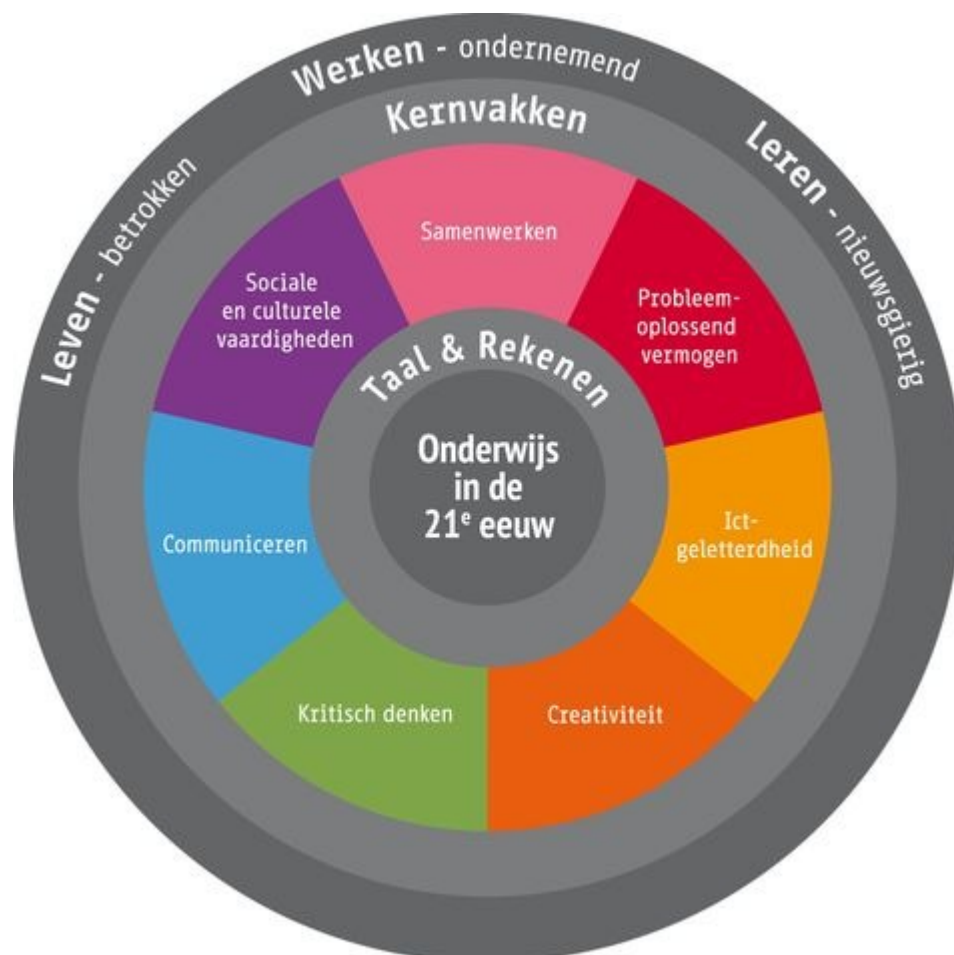 Leven - betrokken
Werken - ondernemend
Leren - nieuwsgierig
Kernvakken
Samenwerken
Probleem-
oplossend
vermogen
Ict-
geletterdheid
Creativiteit
Kritisch denken
Communiceren
Sociale
en culturele
vaardigheden
Taal & Rekenen
Onderwijs
in de
21e eeuw